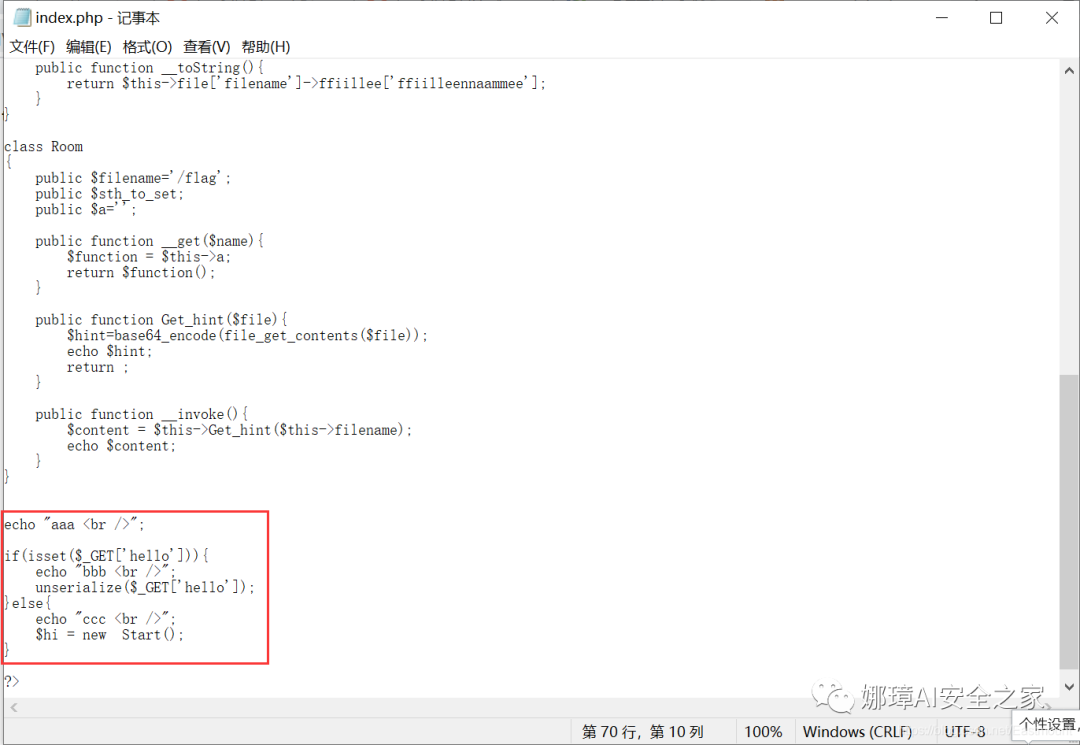 index.php - 记事本
文件(F) 编辑(E) 格式(O) 查看(V) 帮助(H)
    public function __toString(){
        return $this->file['filename']->ffiillee['ffiilleennaammee'];
    }
}

class Room
{
    public $filename='/flag';
    public $sth_to_set;
    public $a='';

    public function __get($name){
        $function = $this->a;
        return $function();
    }

    public function Get_hint($file){
        $hint=base64_encode(file_get_contents($file));
        echo $hint;
        return ;
    }

    public function __invoke(){
        $content = $this->Get_hint($this->filename);
        echo $content;
    }
}

echo "aaa <br />";

if(isset($_GET['hello'])){
    echo "bbb <br />";
    unserialize($_GET['hello']);
}else{
    echo "ccc <br />";
    $hi = new  Start();
}

?>
娜璋AI安全之家
第 70 行，第 10 列 100% Windows (CRLF) UTF-8
个性设置,